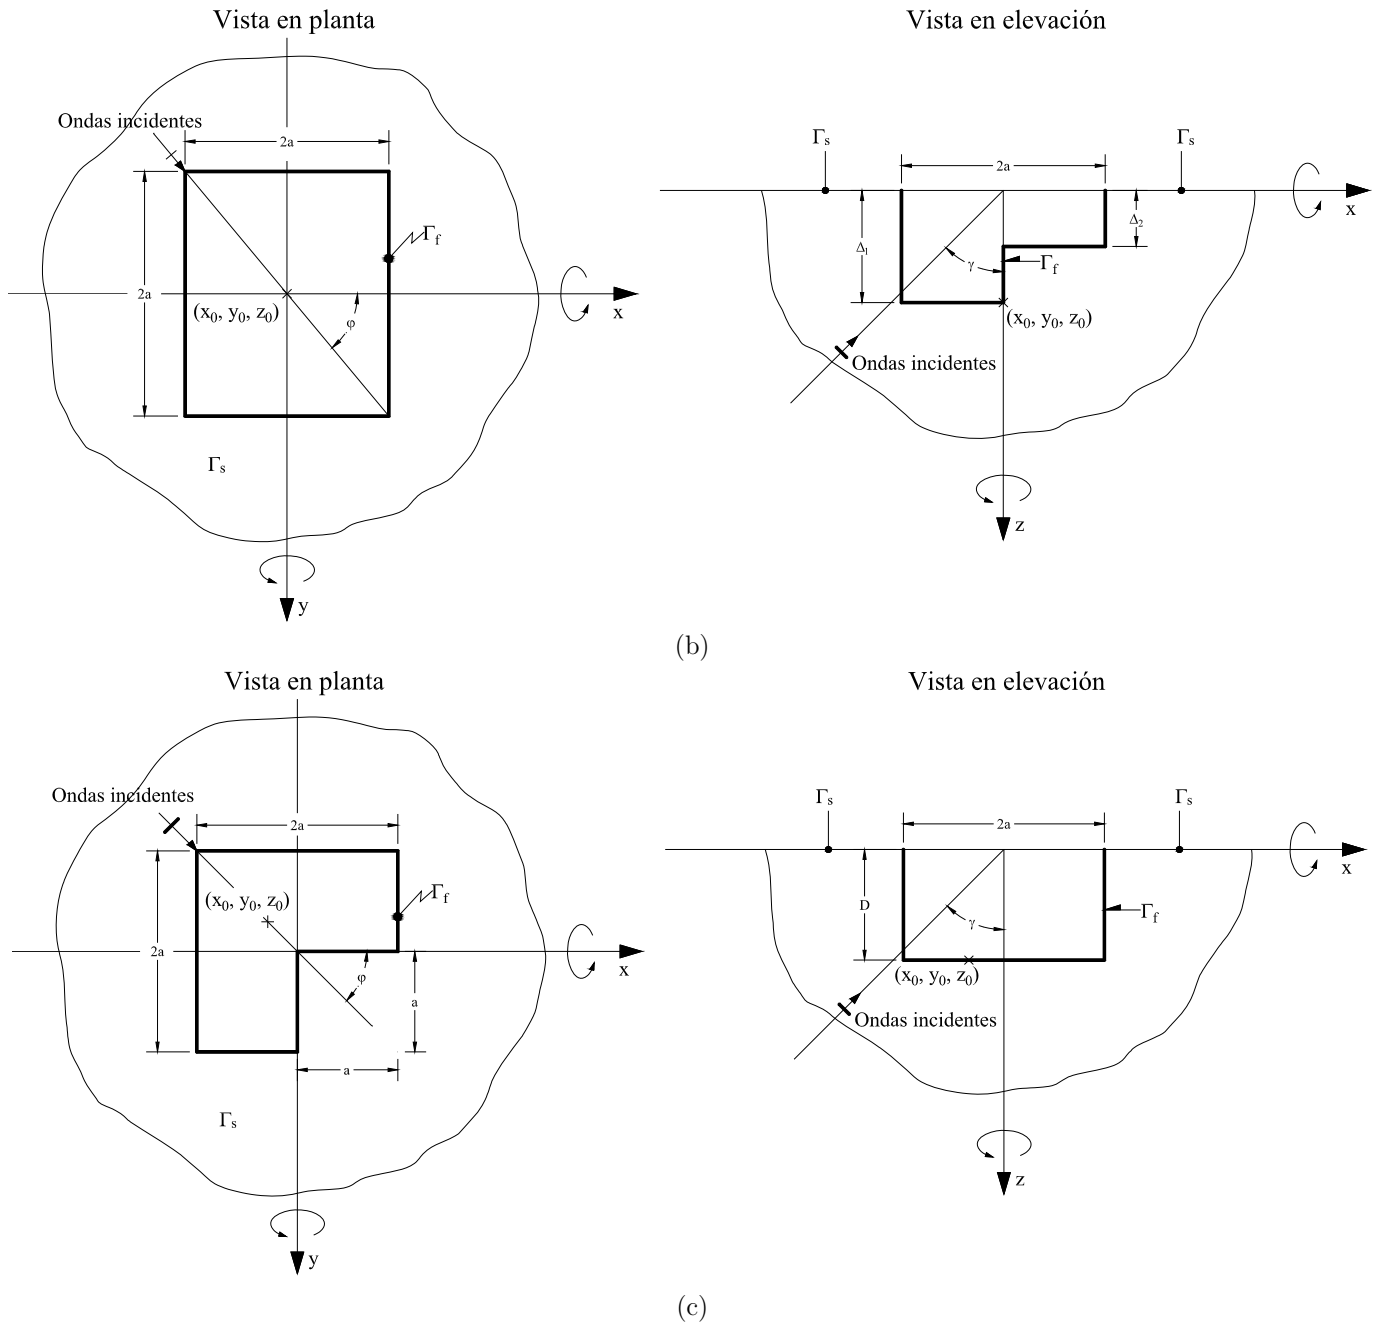 Vista en planta
Vista en elevación
Ondas incidentes
2a
Γf
2a
(x0, y0, z0)
φ
x
Γs
y
Γs
Γs
2a
x
Δ1
Δ2
γ
Γf
(x0, y0, z0)
Ondas incidentes
z
(b)
Vista en planta
Vista en elevación
Ondas incidentes
2a
(x0, y0, z0)
Γf
2a
φ
x
a
a
Γs
y
Γs
Γs
2a
x
D
γ
Γf
(x0, y0, z0)
Ondas incidentes
z
(c)